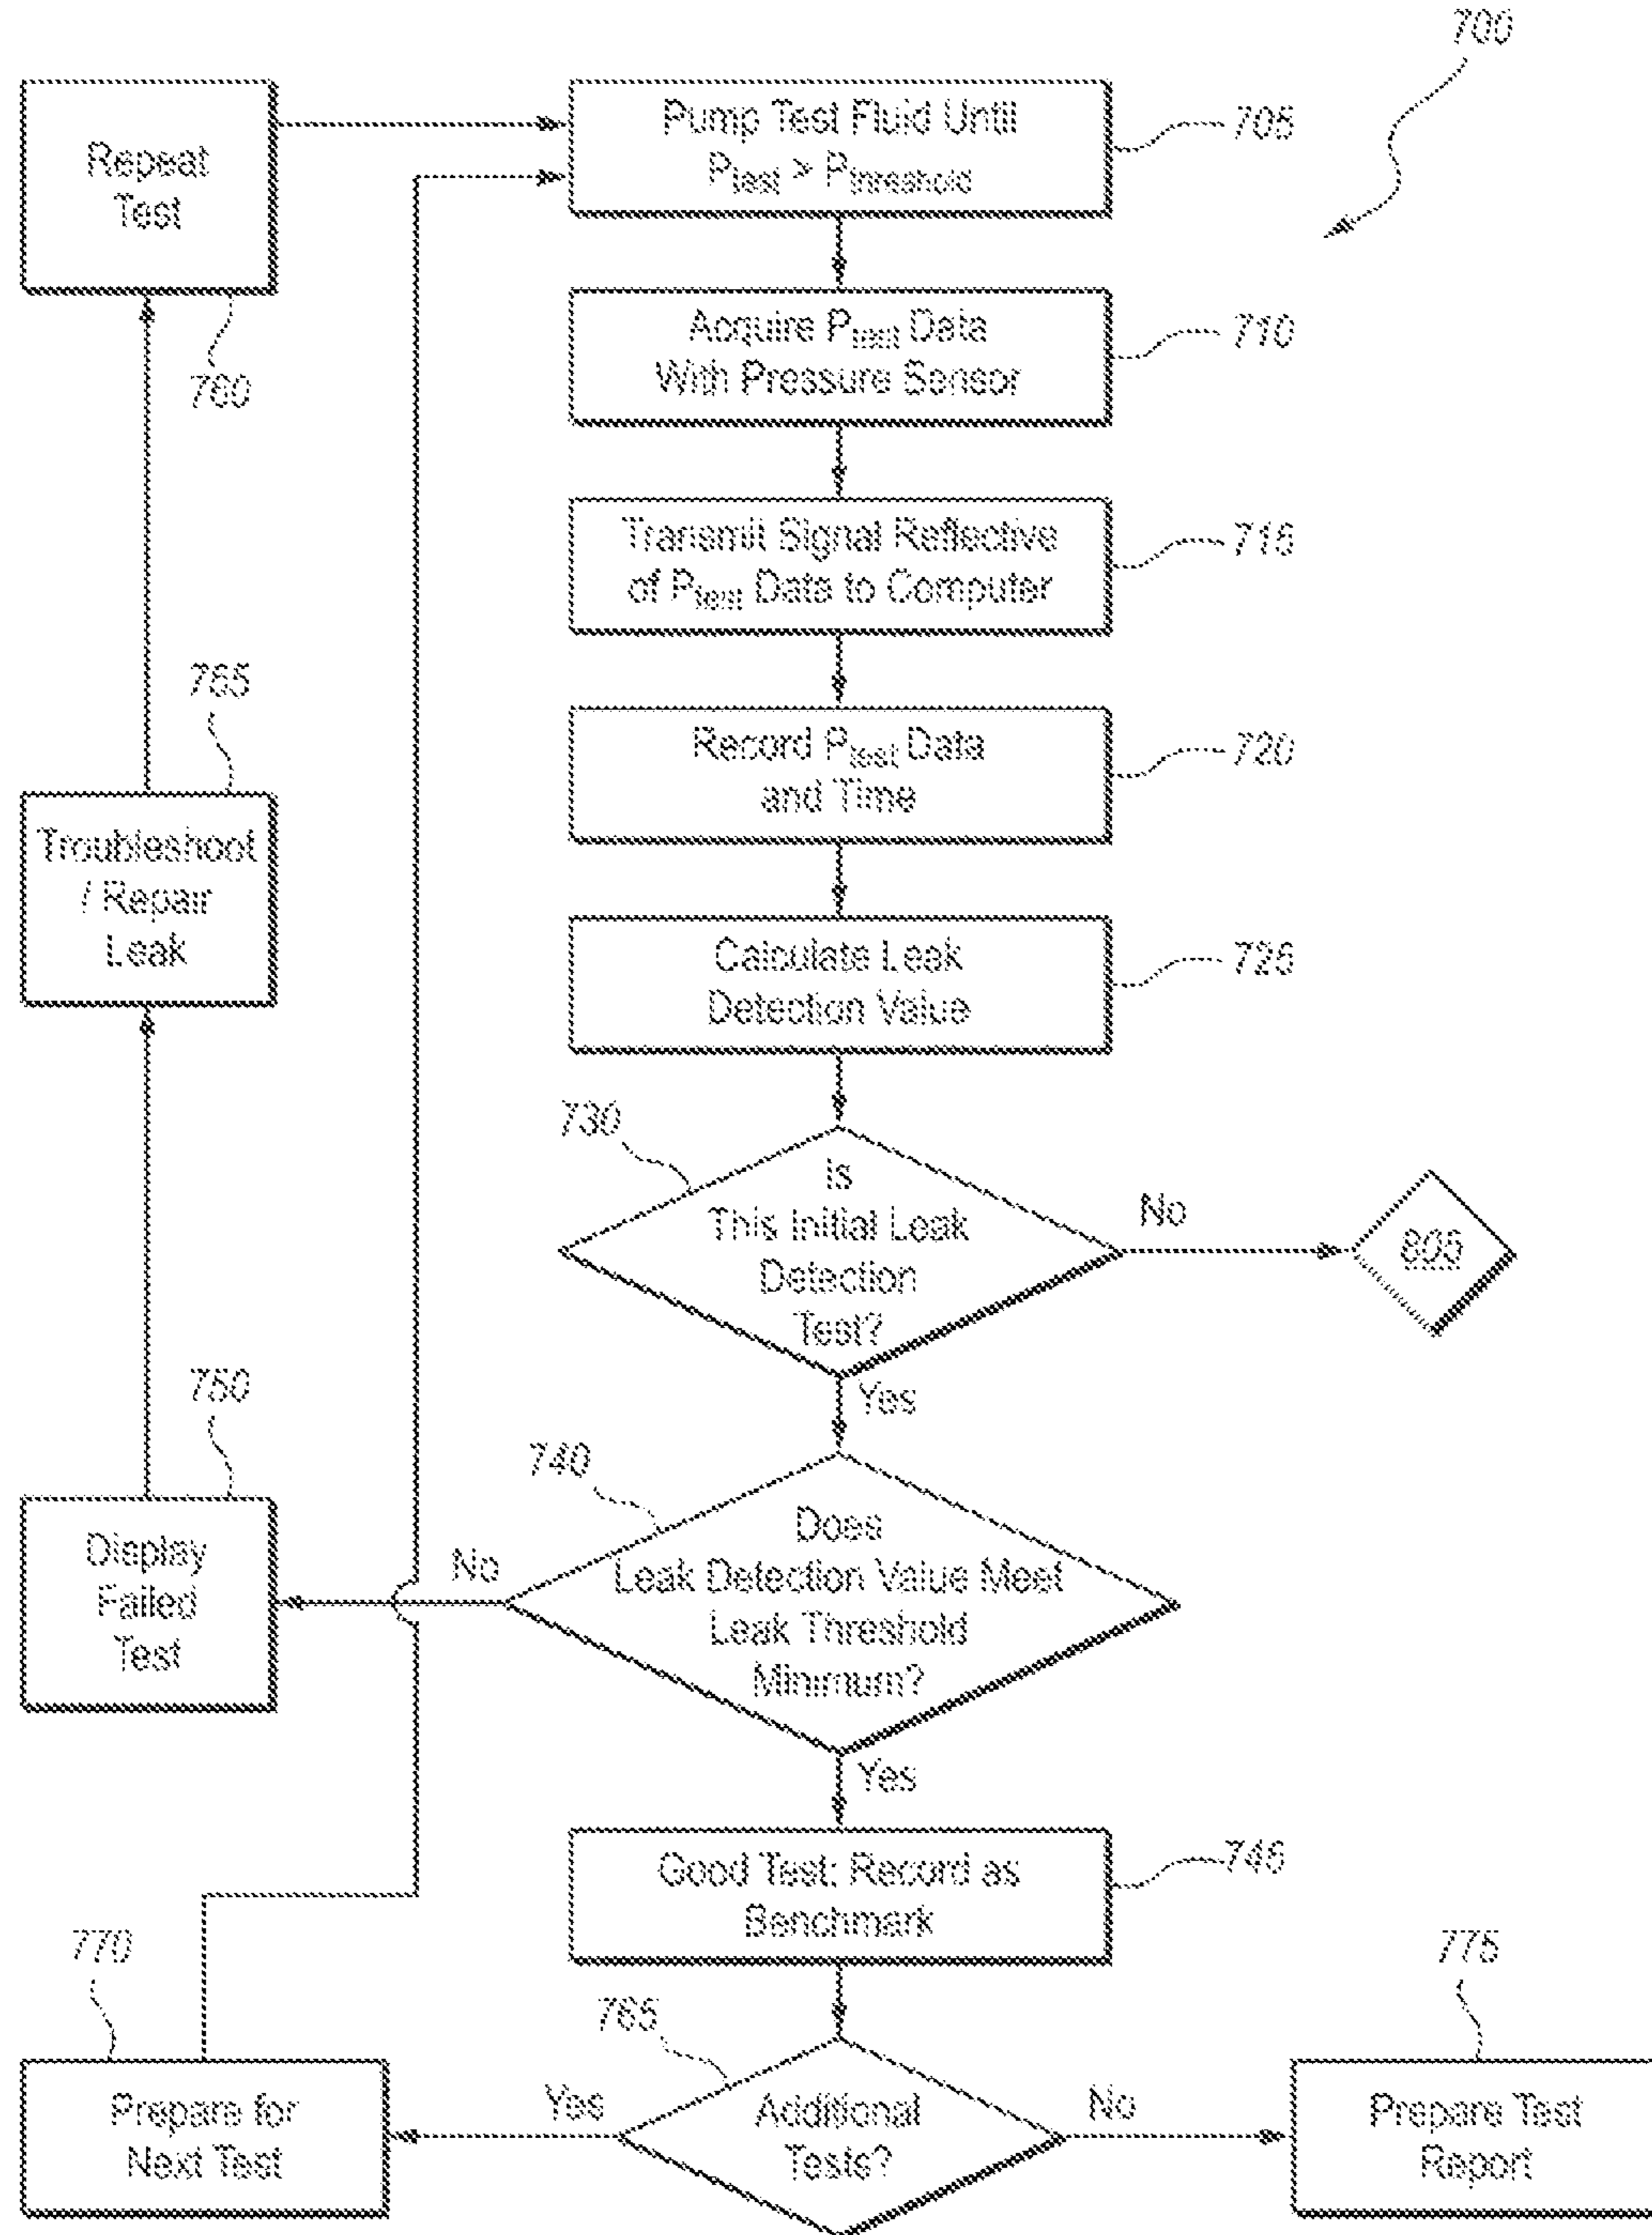 700
Repeat
Test
760
Pump Test Fluid Until
Ptest > Pthreshold
705
Acquire Ptest Data
With Pressure Sensor
710
Transmit Signal Reflective
of Ptest Data to Computer
715
Record Ptest Data
and Time
720
755
Troubleshoot
/ Repair
Leak
Calculate Leak
Detection Value
725
730
Is
This Initial Leak
Detection
Test?
No
805
Yes
750
Display
Failed
Test
No
740
Does
Leak Detection Value Meet
Leak Threshold
Minimum?
Yes
Good Test; Record as
Benchmark
745
770
Prepare for
Next Test
Yes
765
Additional
Tests?
No
775
Prepare Test
Report